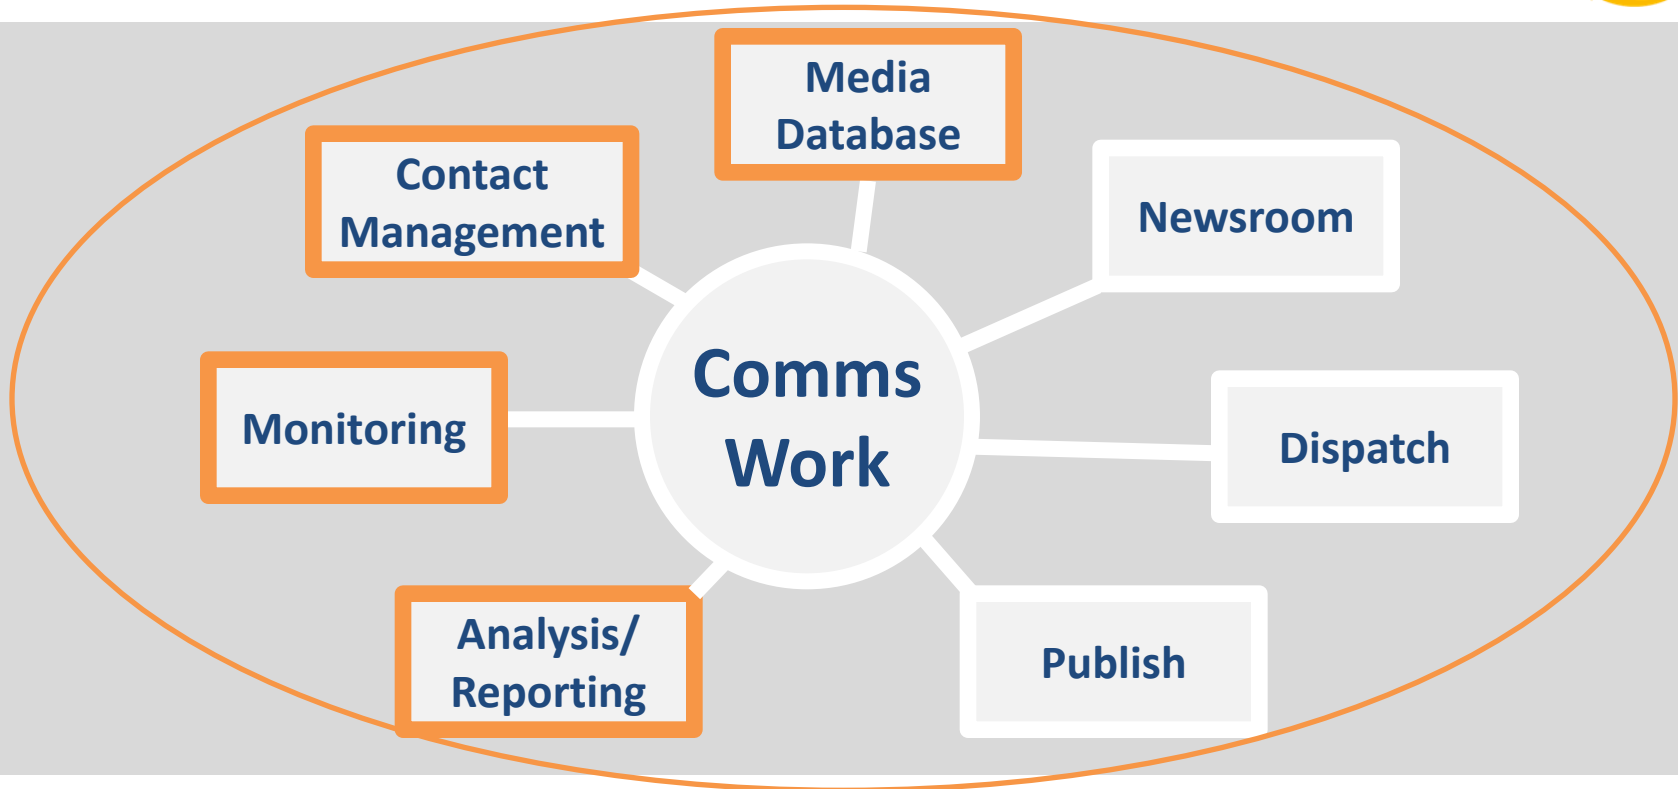 Media
Database
Contact
Management
Newsroom
Comms
Work
Monitoring
Dispatch
Analysis/
Reporting
Publish